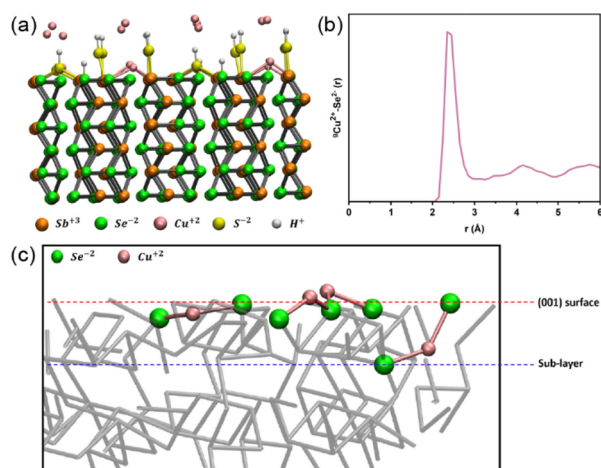 (a)
Sb+3 Se-2 Cu+2 S-2 H+
(b)
gCu2+-Se2- (r)
0 1 2 3 4 5 6
r (Å)
(c)
Se-2 Cu+2
(001) surface
Sub-layer